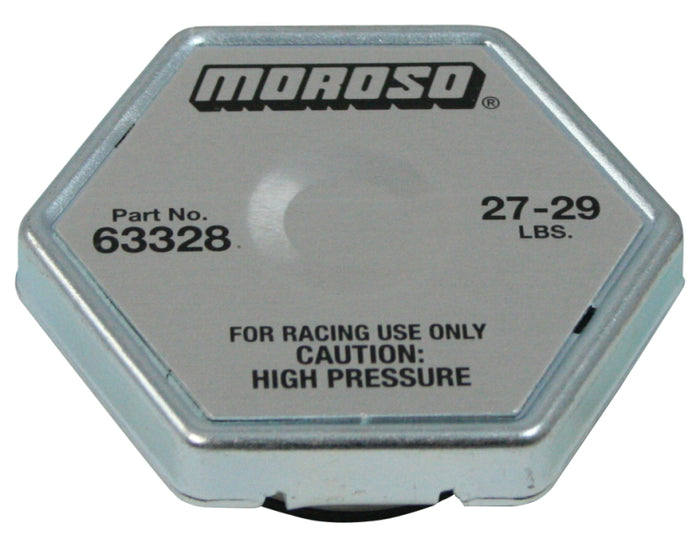 MOROSO®
Part No.
63328
27-29
LBS.
FOR RACING USE ONLY
CAUTION:
HIGH PRESSURE